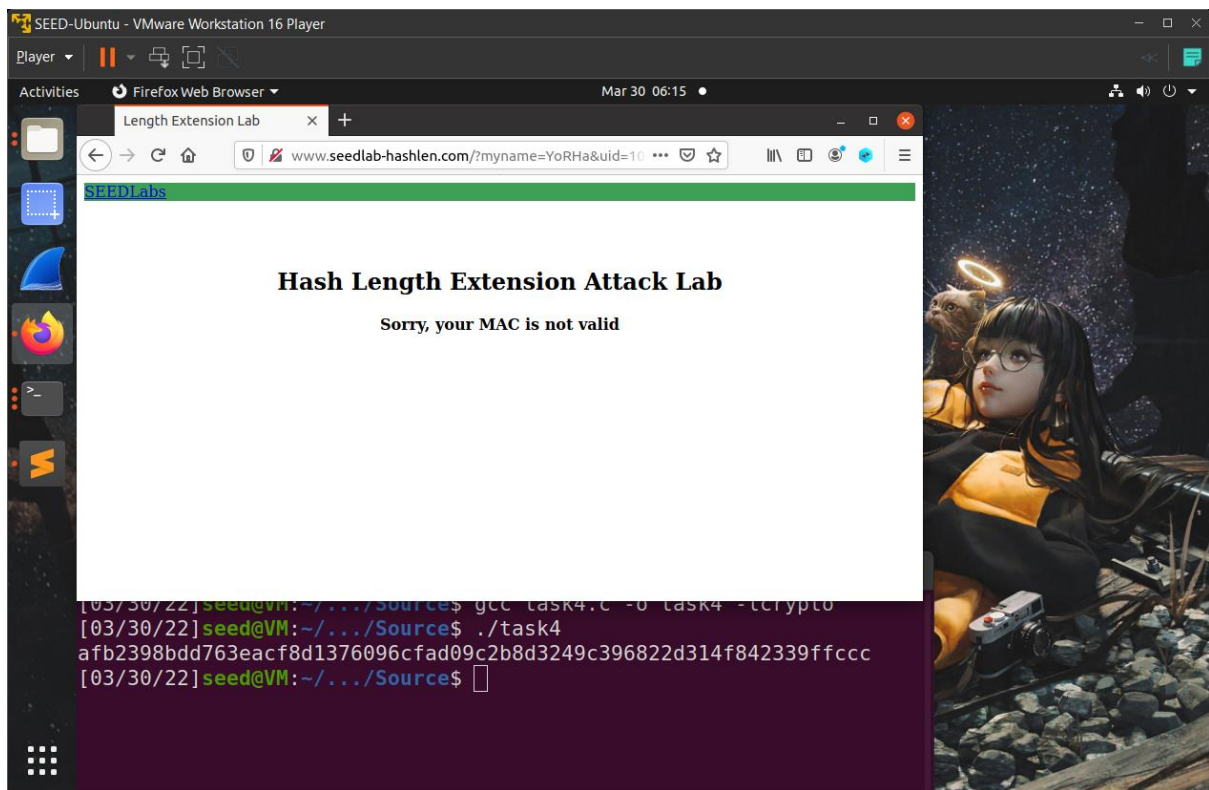 SEED-Ubuntu - VMware Workstation 16 Player
Player
Activities Firefox Web Browser Mar 30 06:15
Length Extension Lab
www.seedlab-hashlen.com/?myname=YoRHa&uid=10
SEEDLabs
Hash Length Extension Attack Lab
Sorry, your MAC is not valid
[03/30/22]seed@VM:~/.../Source$ gcc task4.c -o task4 -lcrypto
[03/30/22]seed@VM:~/.../Source$ ./task4
afb2398bdd763eacf8d1376096cfad09c2b8d3249c396822d314f842339ffccc
[03/30/22]seed@VM:~/.../Source$